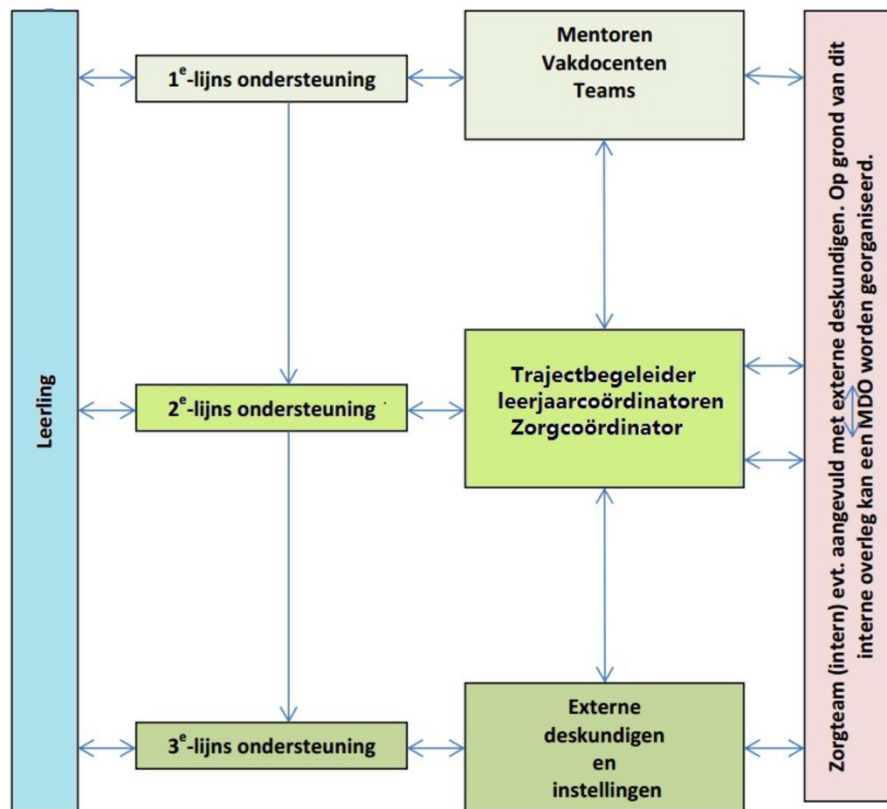 Leerling
1e-lijns ondersteuning
Mentoren
Vakdocenten
Teams
2e-lijns ondersteuning
Trajectbegeleider
leerjaarcoördinatoren
Zorgcoördinator
3e-lijns ondersteuning
Externe
deskundigen
en
instellingen
Zorgteam (intern) evt. aangevuld met externe deskundigen. Op grond van dit
interne overleg kan een MDO worden georganiseerd.